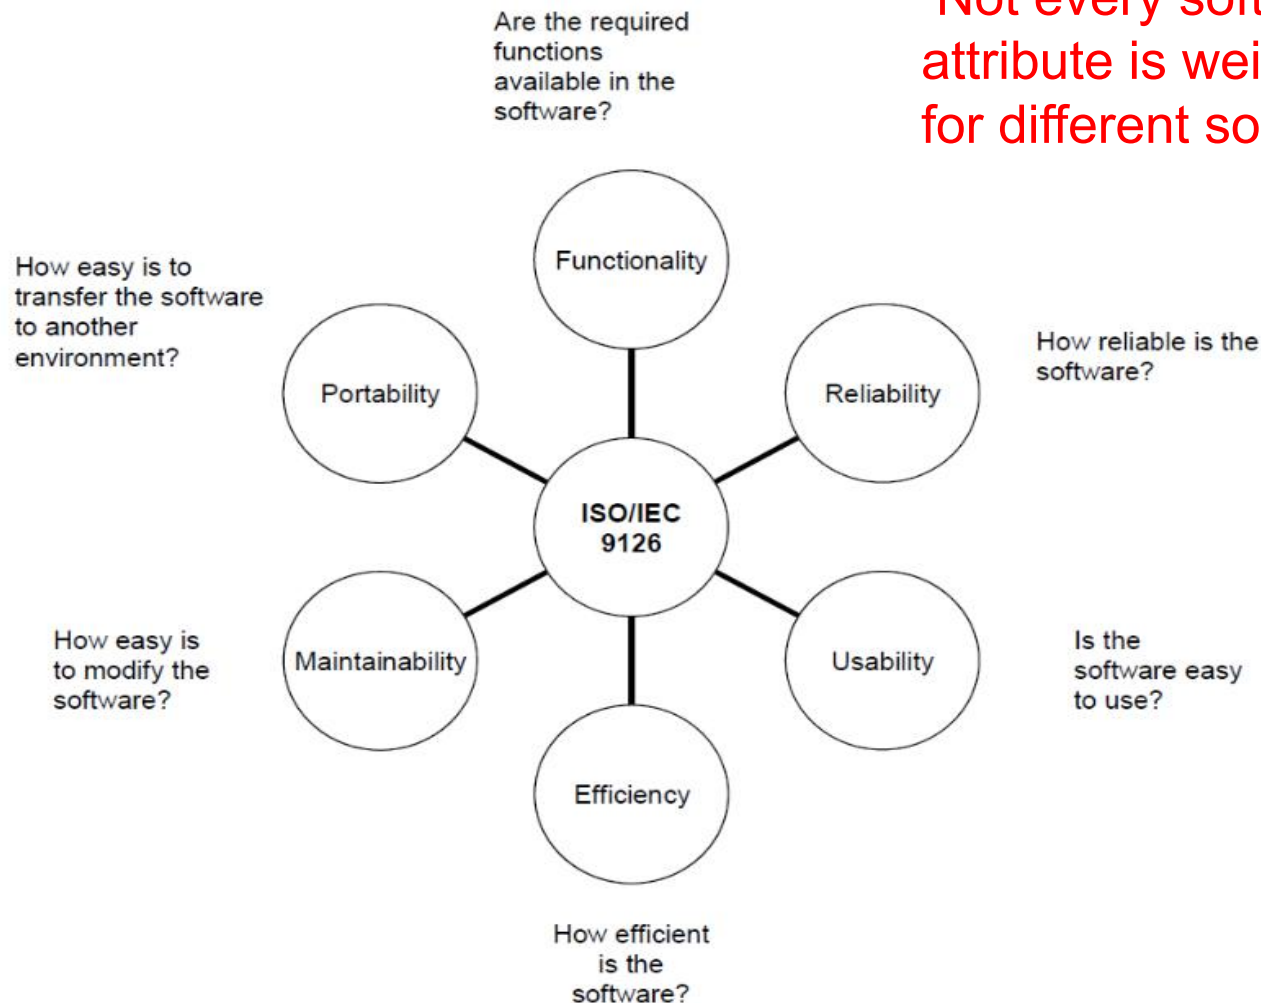 Are the required
functions
available in the
software?
Not every
attribute is
for different
Functionality
How easy is to
transfer the software
to another
environment?
Portability
Reliability
How reliable is the
software?
ISO/IEC
9126
How easy is
to modify the
software?
Maintainability
Usability
Is the
software easy
to use?
Efficiency
How efficient
is the
software?